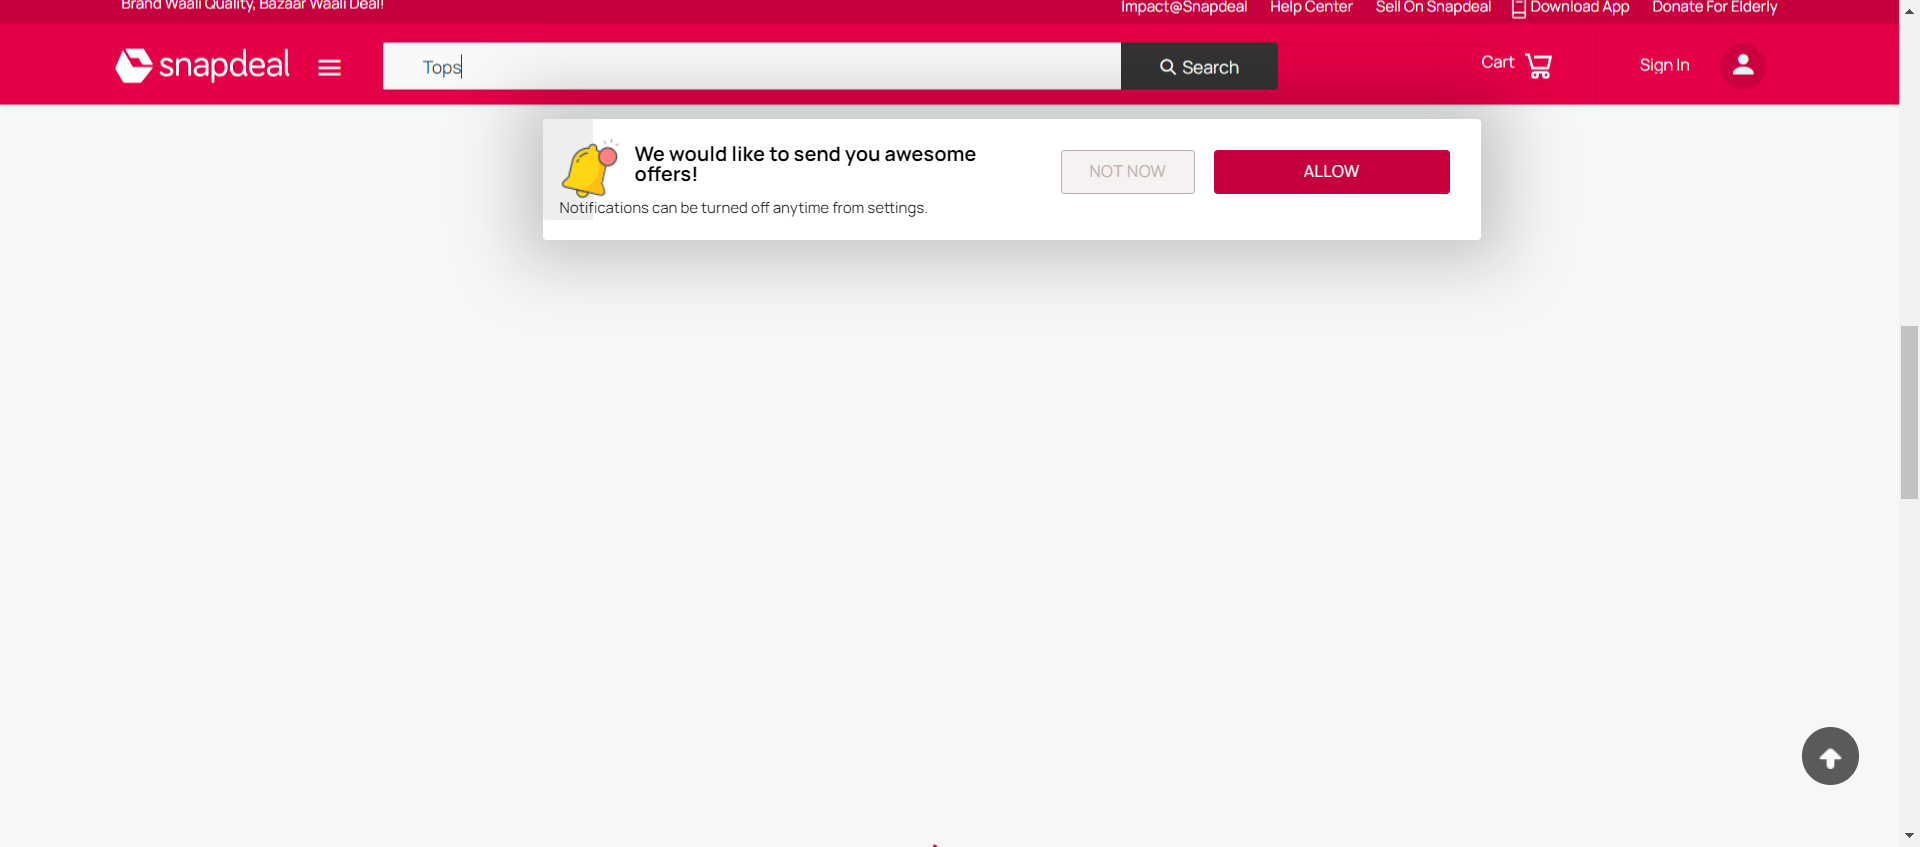 Brand Waali Quality, Bazaar Waali Deal!
Impact@Snapdeal Help Center Sell On Snapdeal Download App Donate For Elderly
snapdeal Tops Search Cart Sign In
We would like to send you awesome
offers!
NOT NOW ALLOW
Notifications can be turned off anytime from settings.